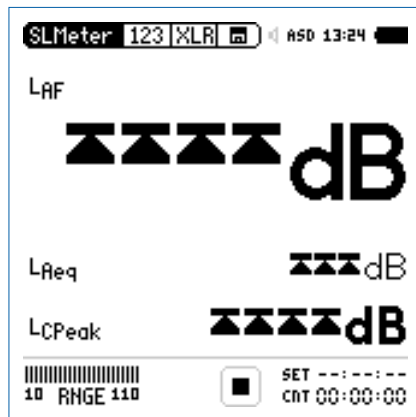 SLMeter 123 XLR ASD 13:24
LAF
dB
LAeq
dB
LCPeak
dB
SET --:--:--
10 RNGE 110
CNT 00:00:00